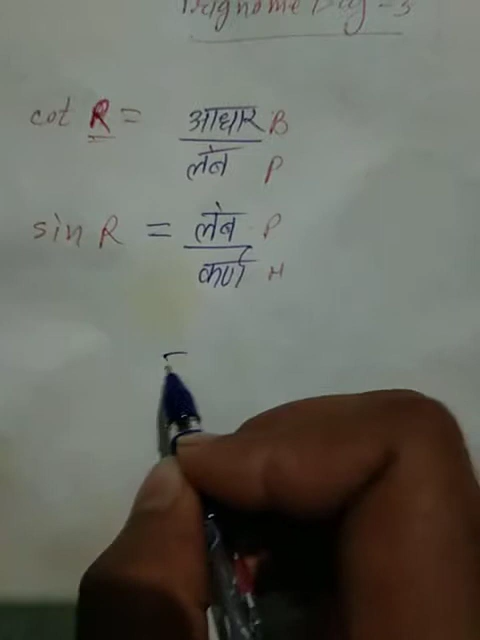 cot R = आधार B
लंब P
sin R = लंब P
कर्ण H